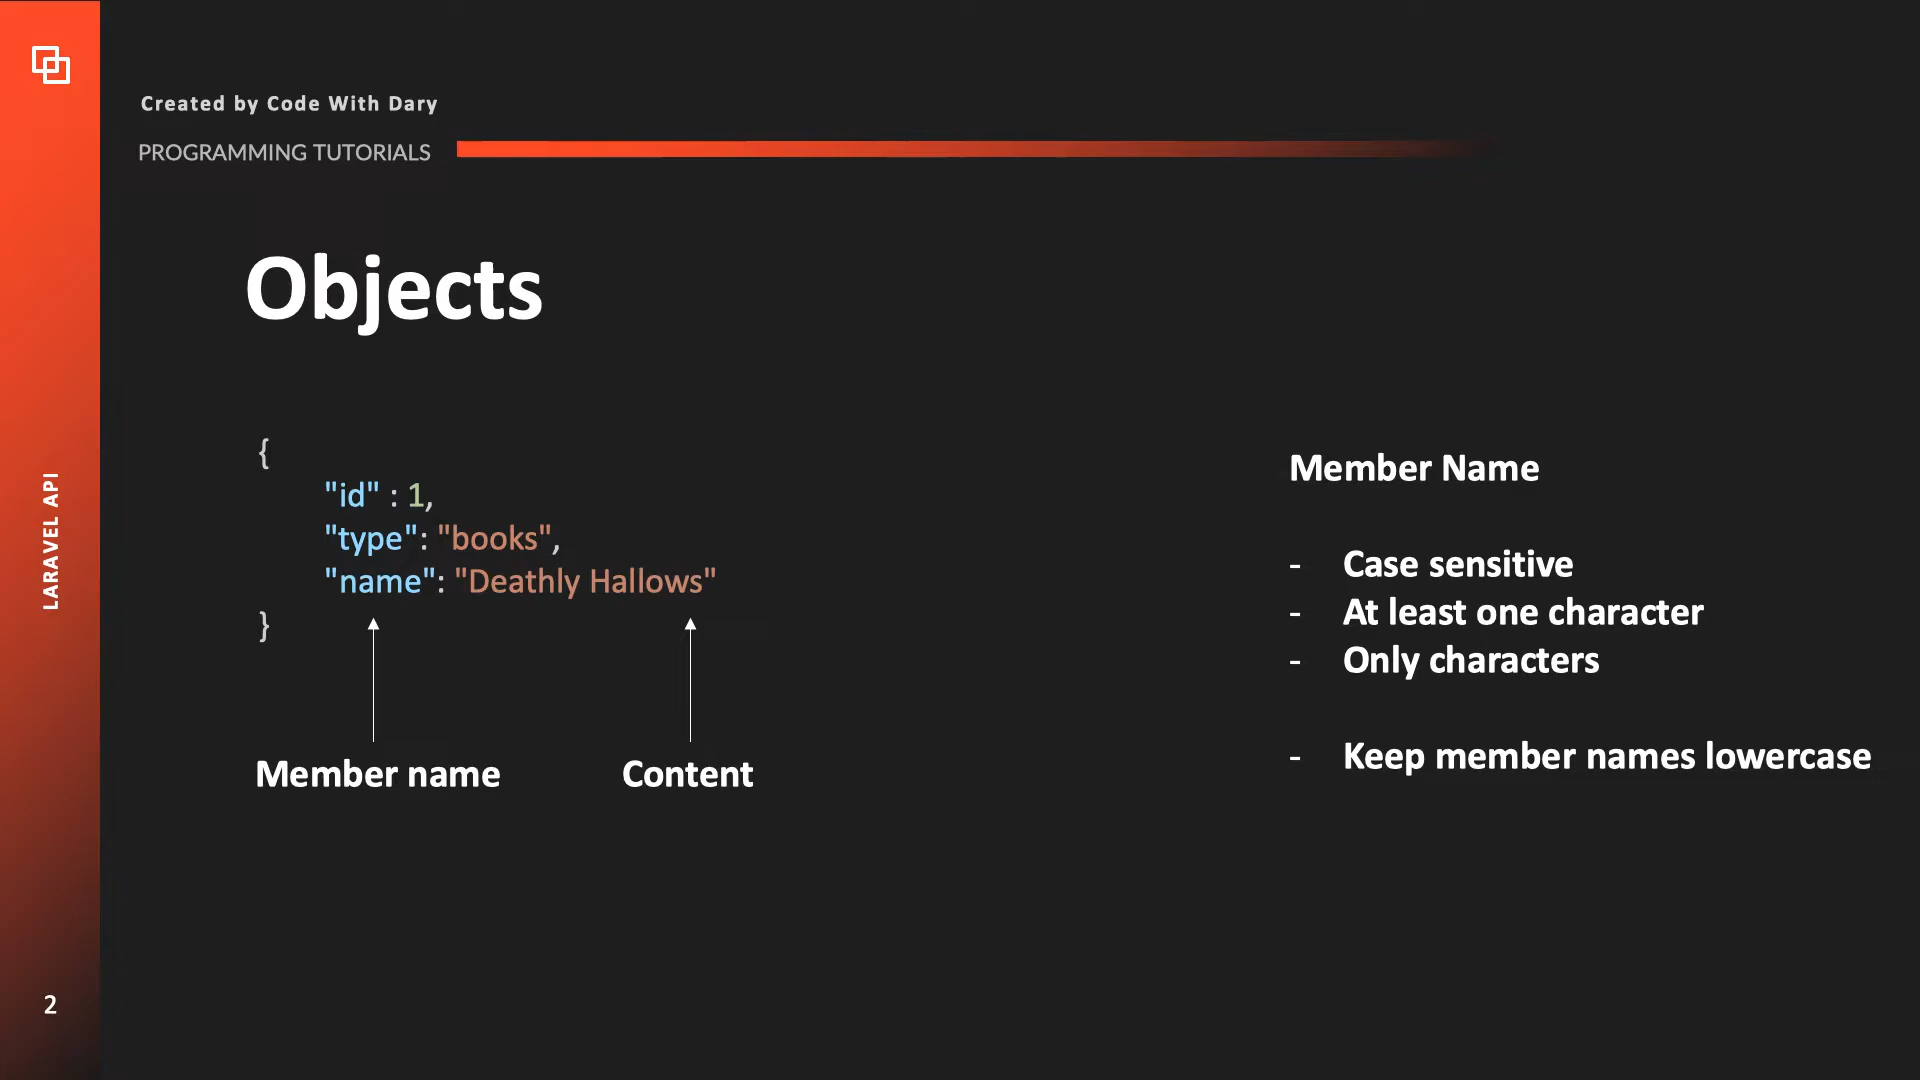 Created by Code With Dary
PROGRAMMING TUTORIALS
Objects
{
"id" : 1,
"type": "books",
"name": "Deathly Hallows"
}
Member name
Content
Member Name
- Case sensitive
- At least one character
- Only characters
- Keep member names lowercase
LARAVEL API
2